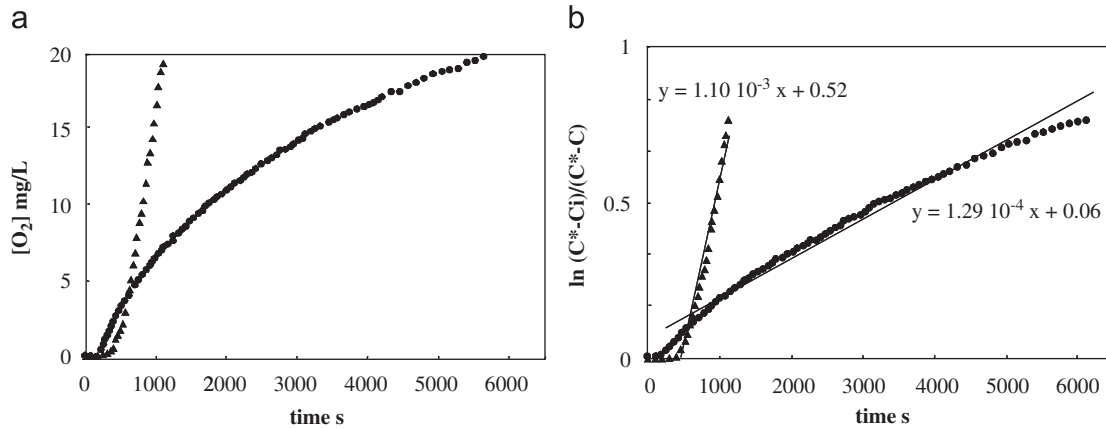 a
20
15
10
5
0
[O₂] mg/L
0 1000 2000 3000 4000 5000 6000
time s
b
1
0.5
0
ln (C*-Ci)/(C*-C)
y = 1.10 10⁻³ x + 0.52
y = 1.29 10⁻⁴ x + 0.06
0 1000 2000 3000 4000 5000 6000
time s